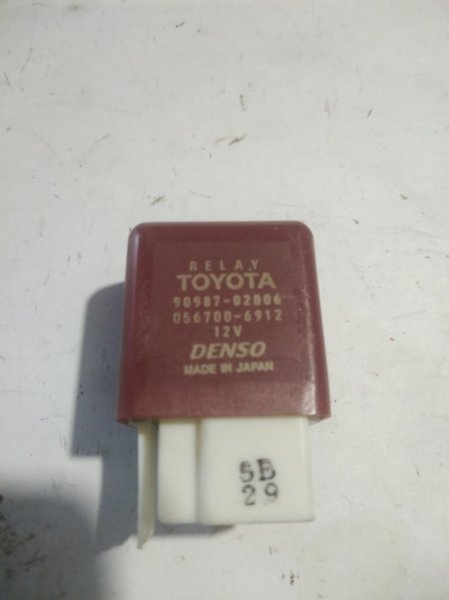 RELAY
TOYOTA
90987-02006
056700-6912
12V
DENSO
MADE IN JAPAN
5B
29